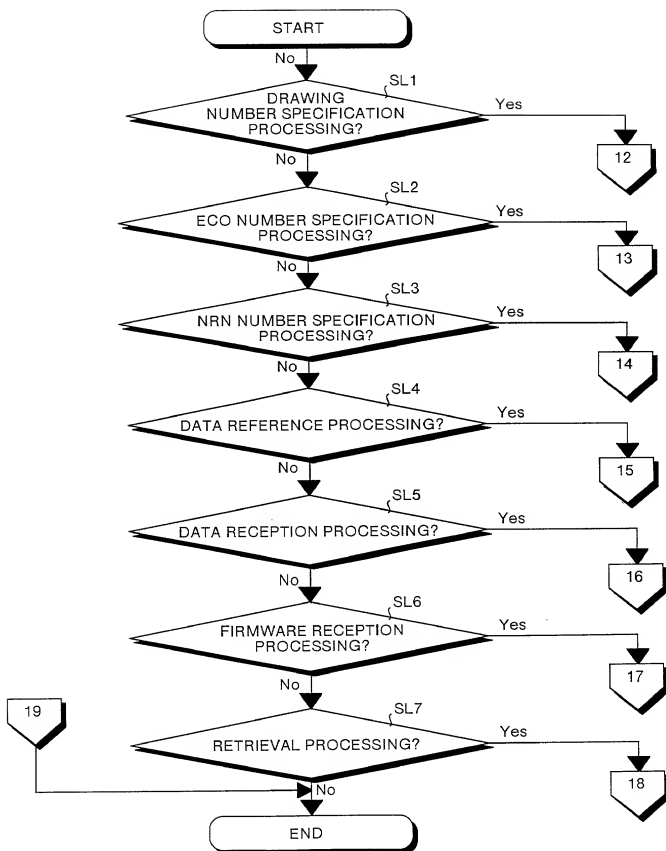 START
No
SL1
DRAWING
NUMBER SPECIFICATION
PROCESSING?
Yes
12
No
SL2
ECO NUMBER SPECIFICATION
PROCESSING?
Yes
13
No
SL3
NRN NUMBER SPECIFICATION
PROCESSING?
Yes
14
No
SL4
DATA REFERENCE PROCESSING?
Yes
15
No
SL5
DATA RECEPTION PROCESSING?
Yes
16
No
SL6
FIRMWARE RECEPTION
PROCESSING?
Yes
17
No
19
SL7
RETRIEVAL PROCESSING?
Yes
18
No
END